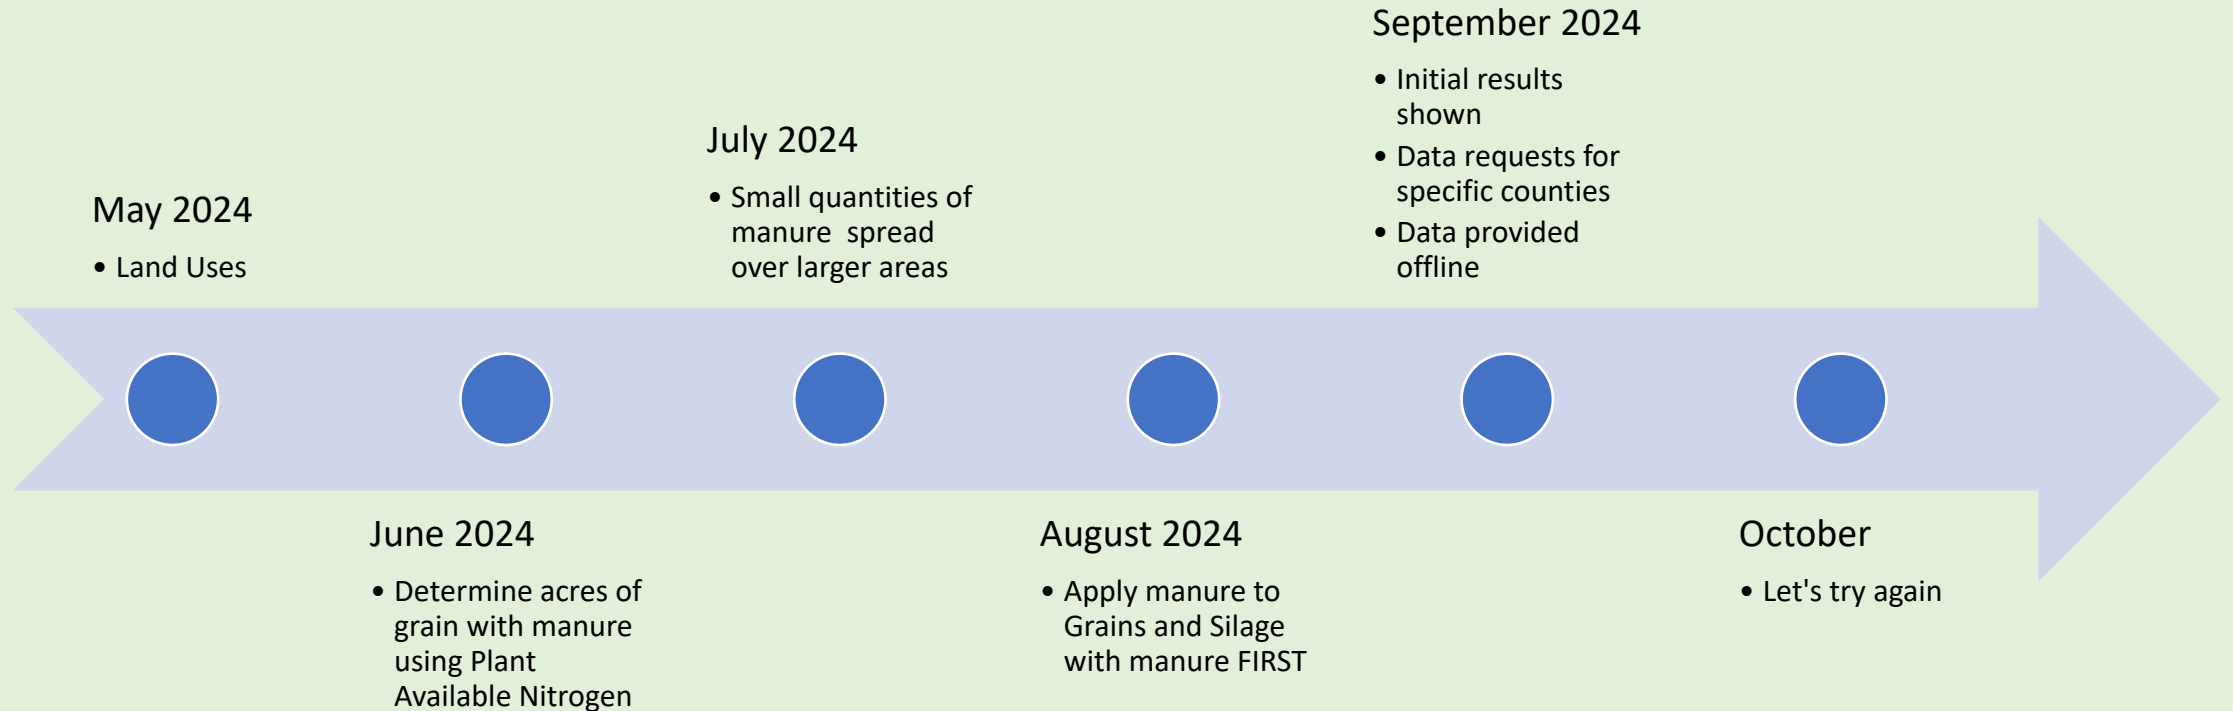 May 2024
• Land Uses
June 2024
• Determine acres of
grain with manure
using Plant
Available Nitrogen
July 2024
• Small quantities of
manure  spread
over larger areas
August 2024
• Apply manure to
Grains and Silage
with manure FIRST
September 2024
• Initial results
shown
• Data requests for
specific counties
• Data provided
offline
October
• Let's try again